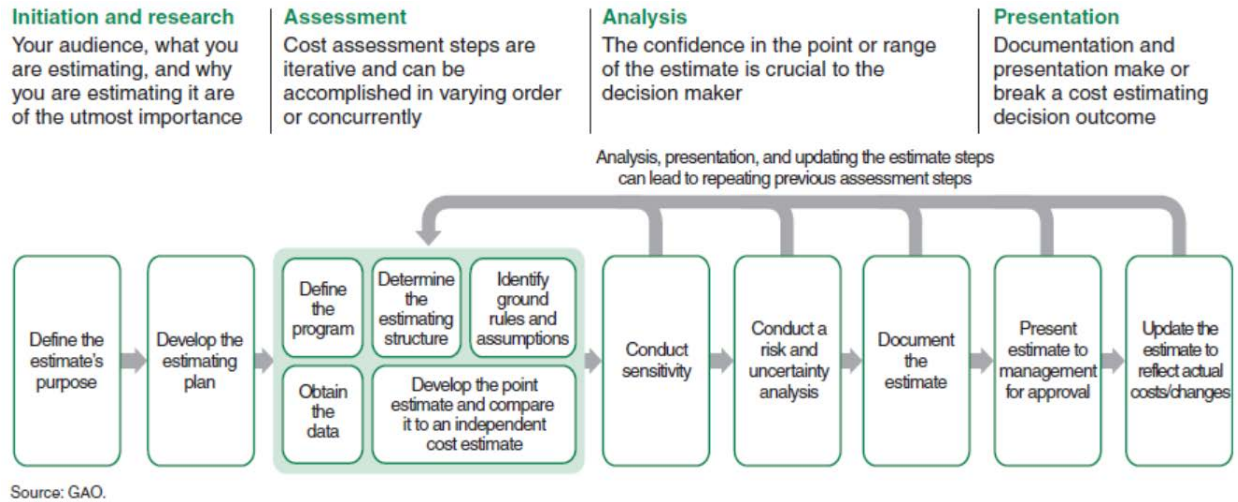 Initiation and research
Your audience, what you
are estimating, and why
you are estimating it are
of the utmost importance
Assessment
Cost assessment steps are
iterative and can be
accomplished in varying order
or concurrently
Analysis
The confidence in the point or range
of the estimate is crucial to the
decision maker
Presentation
Documentation and
presentation make or
break a cost estimating
decision outcome
Analysis, presentation, and updating the estimate steps
can lead to repeating previous assessment steps
Define the
estimate's
purpose
Develop the
estimating
plan
Define
the
program
Determine
the
estimating
structure
Identify
ground
rules and
assumptions
Obtain
the
data
Develop the point
estimate and compare
it to an independent
cost estimate
Conduct
sensitivity
Conduct a
risk and
uncertainty
analysis
Document
the
estimate
Present
estimate to
management
for approval
Update the
estimate to
reflect actual
costs/changes
Source: GAO.